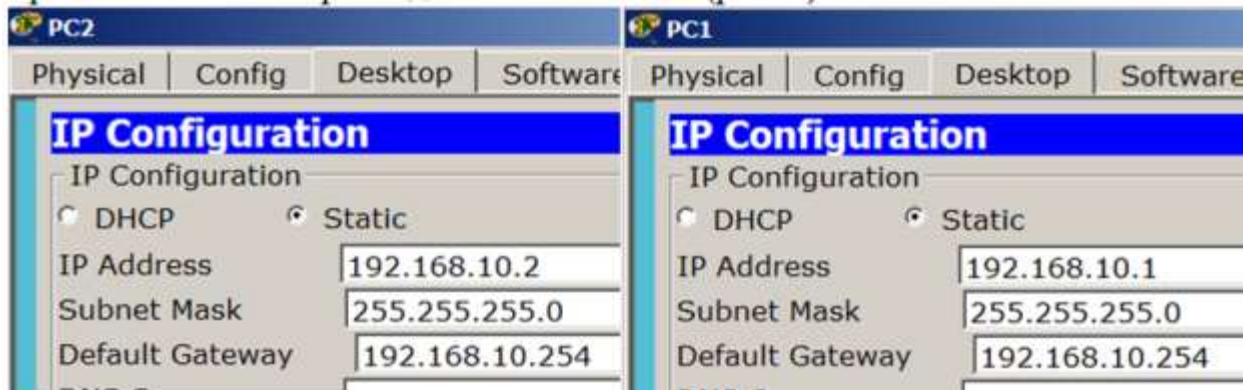 PC2
Physical Config Desktop Software
IP Configuration
IP Configuration
DHCP Static
IP Address 192.168.10.2
Subnet Mask 255.255.255.0
Default Gateway 192.168.10.254
PC1
Physical Config Desktop Software
IP Configuration
IP Configuration
DHCP Static
IP Address 192.168.10.1
Subnet Mask 255.255.255.0
Default Gateway 192.168.10.254